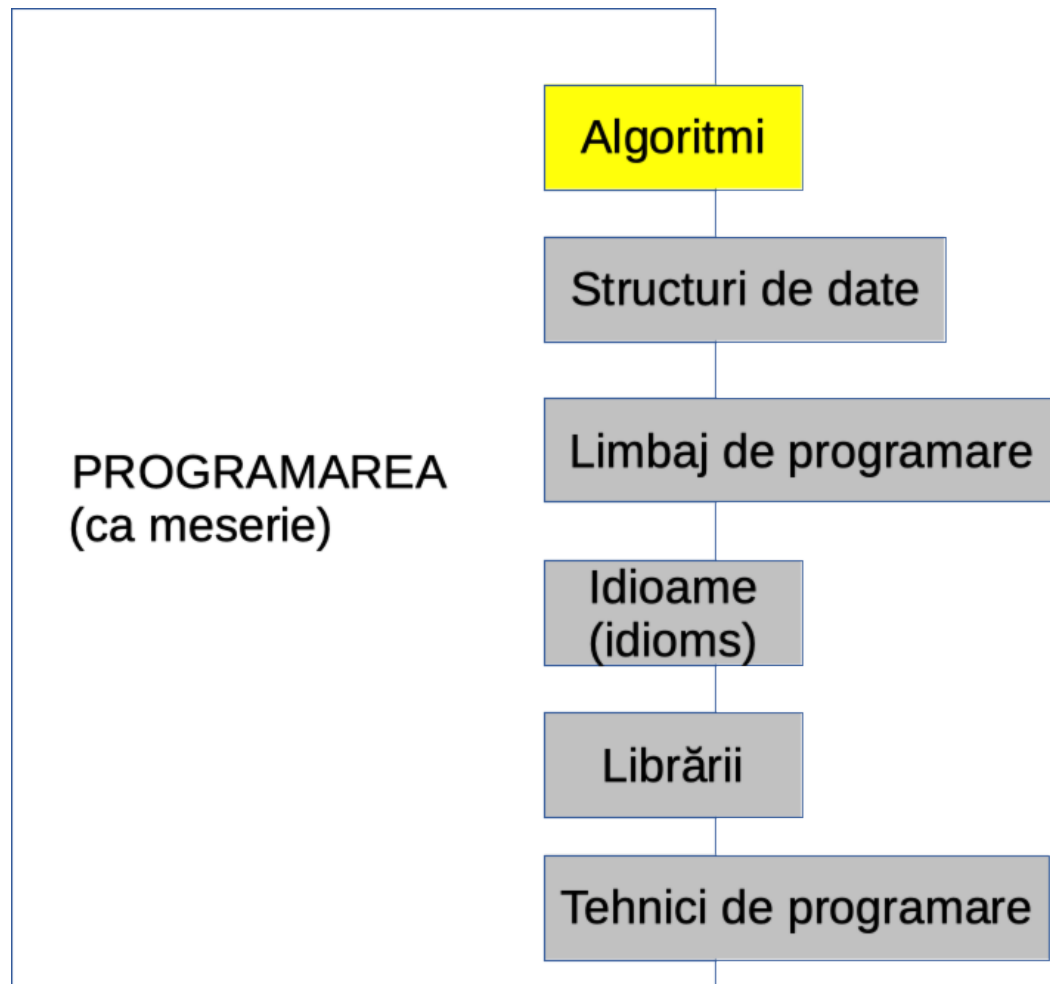 Algoritmi
Structuri de date
Limbaj de programare
PROGRAMAREA
(ca meserie)
Idioame
(idioms)
Librării
Tehnici de programare